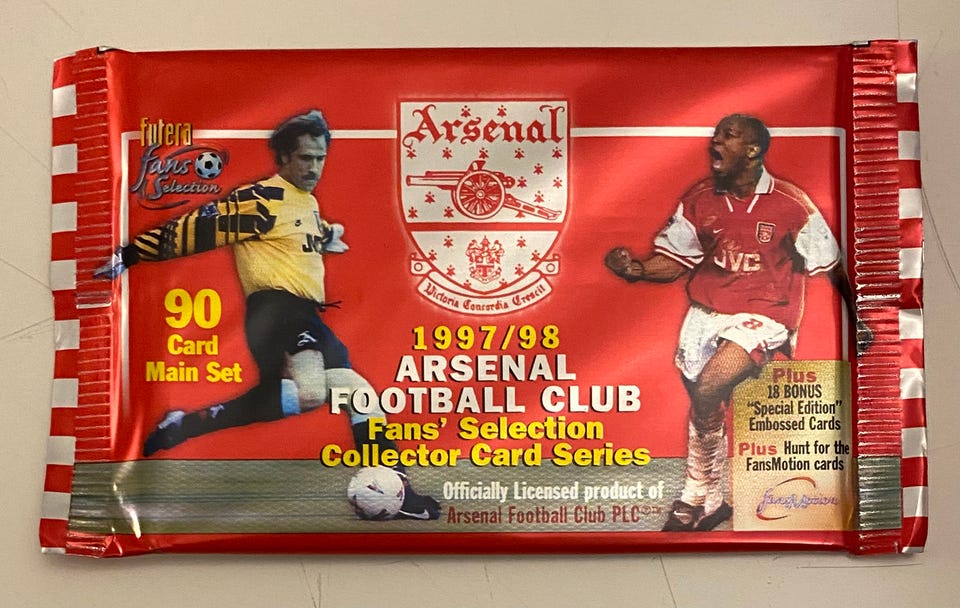 Arsenal
futera
fans
Selection
Victoria Concordia Crescit
JVC
90
Card
Main Set
1997/98
ARSENAL
FOOTBALL CLUB
Fans' Selection
Collector Card Series
Officially Licensed product of
Arsenal Football Club PLC©™
Plus
18 BONUS
"Special Edition"
Embossed Cards
Plus Hunt for the
FansMotion cards